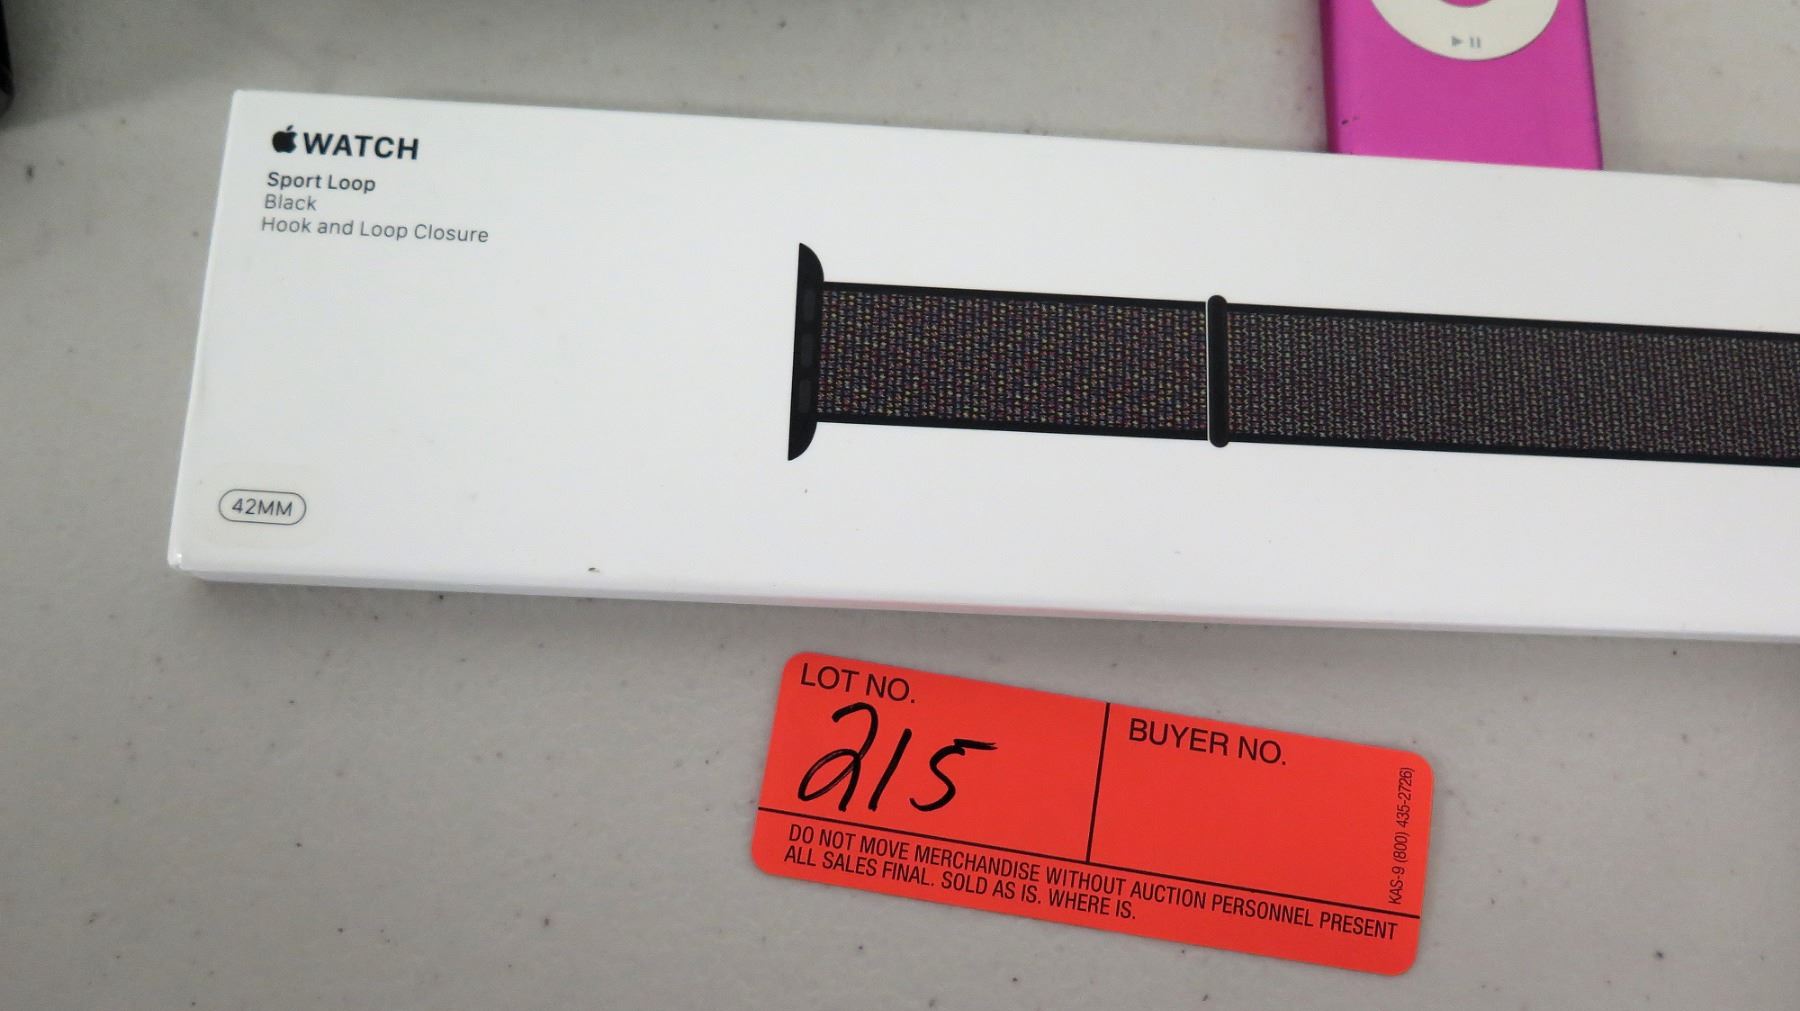 WATCH
Sport Loop
Black
Hook and Loop Closure
42MM
LOT NO.
215
BUYER NO.
KAS-9 (800) 435-2726)
DO NOT MOVE MERCHANDISE WITHOUT AUCTION PERSONNEL PRESENT
ALL SALES FINAL. SOLD AS IS. WHERE IS.